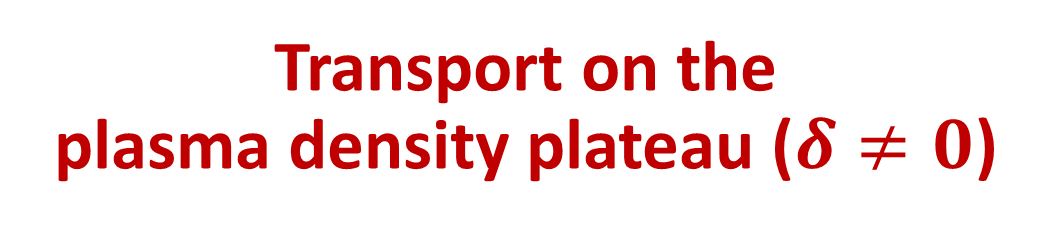 Transport on the
plasma density plateau (𝜹 ≠ 𝟎)